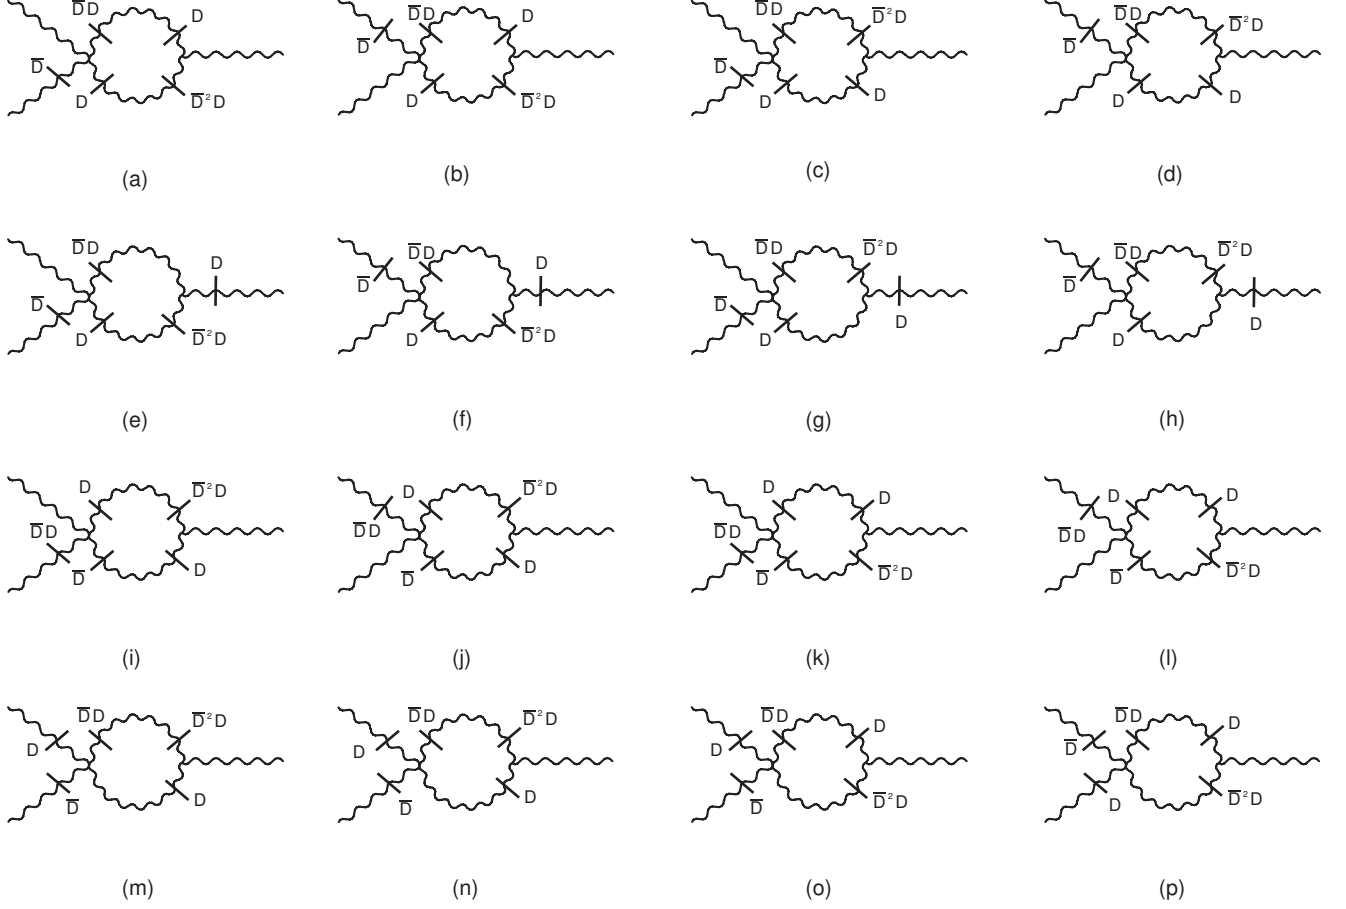 D̅D D D̅D D D̅D D̅²D D̅D D̅²D
D̅ D̅ D̅ D̅
D D̅²D D D̅²D D D D D
(a) (b) (c) (d)
D̅D D D̅D D D̅D D̅²D D̅D D̅²D
D̅ D̅ D̅ D̅
D D̅²D D D̅²D D D D D
(e) (f) (g) (h)
D D̅²D D D̅²D D D D D
D̅D D̅D D̅D D̅D
D̅ D D̅ D D̅ D̅²D D̅ D̅²D
(i) (j) (k) (l)
D̅D D̅²D D̅D D̅²D D̅D D D̅D D
D D D D̅
D̅ D D̅ D D̅ D̅²D D D̅²D
(m) (n) (o) (p)